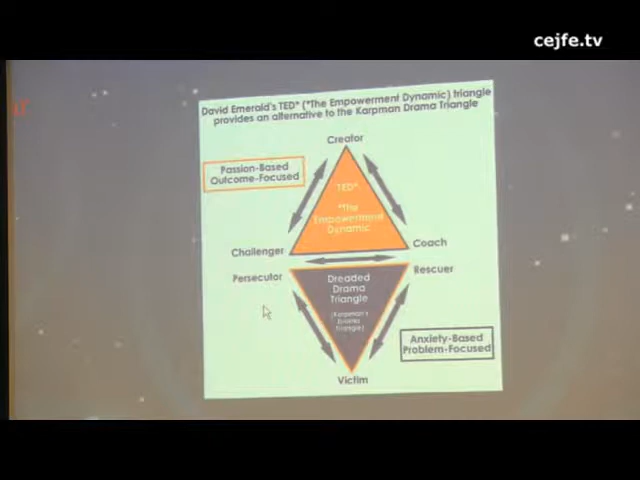 cejfe.tv
David Emerald's TED* (*The Empowerment Dynamic) triangle
provides an alternative to the Karpman Drama Triangle
Creator
Passion-Based
Outcome-Focused
TED*
*The
Empowerment
Dynamic
Challenger
Coach
Persecutor
Rescuer
Dreaded
Drama
Triangle
(Karpman's
Drama
Triangle)
Anxiety-Based
Problem-Focused
Victim